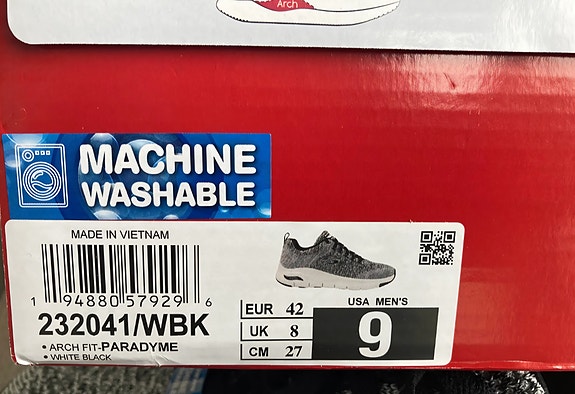 Arch
MACHINE
WASHABLE
MADE IN VIETNAM
1 94880 57929 6
232041/WBK
• ARCH FIT-PARADYME
• WHITE BLACK
EUR 42
UK 8
CM 27
USA MEN'S
9